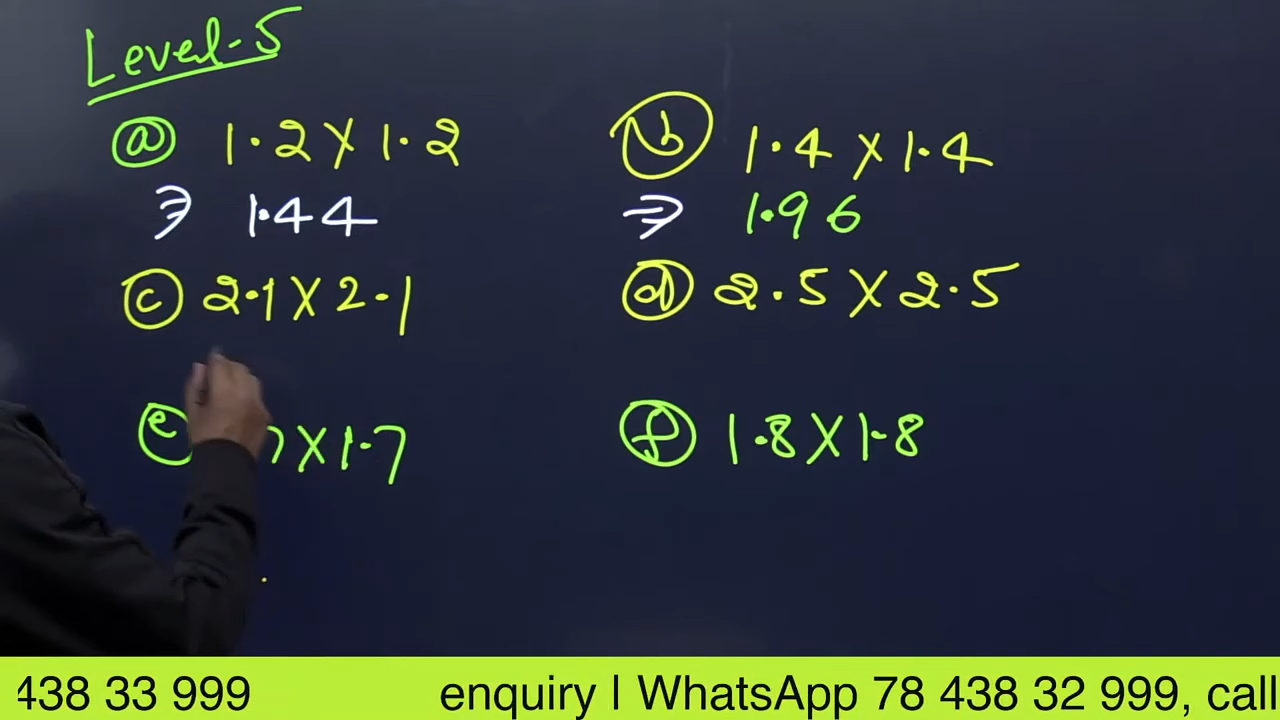 Level-5
(a) 1.2 X 1.2
(b) 1.4 X 1.4
⇒ 1.44
⇒ 1.96
(c) 2.1 X 2.1
(d) 2.5 X 2.5
(e) 7 X 1.7
(f) 1.8 X 1.8
438 33 999 enquiry | WhatsApp 78 438 32 999, call